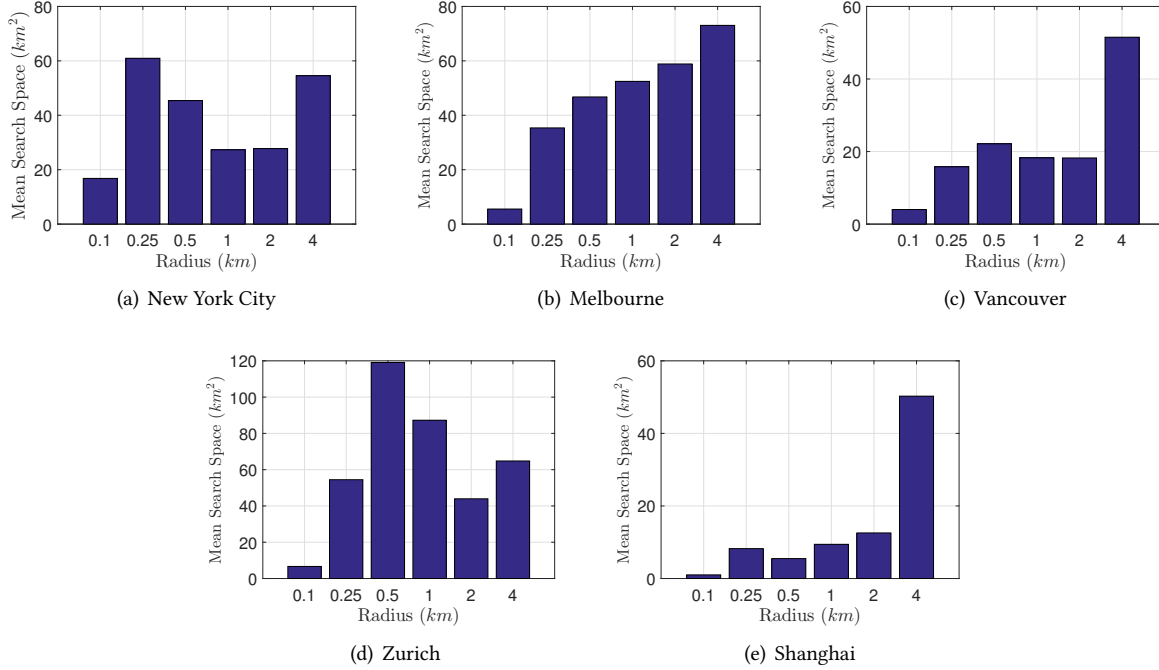 Mean Search Space (km²)
80
60
40
20
0
0.1 0.25 0.5 1 2 4
Radius (km)
(a) New York City
Mean Search Space (km²)
80
60
40
20
0
0.1 0.25 0.5 1 2 4
Radius (km)
(b) Melbourne
Mean Search Space (km²)
60
40
20
0
0.1 0.25 0.5 1 2 4
Radius (km)
(c) Vancouver
Mean Search Space (km²)
120
100
80
60
40
20
0
0.1 0.25 0.5 1 2 4
Radius (km)
(d) Zurich
Mean Search Space (km²)
60
40
20
0
0.1 0.25 0.5 1 2 4
Radius (km)
(e) Shanghai